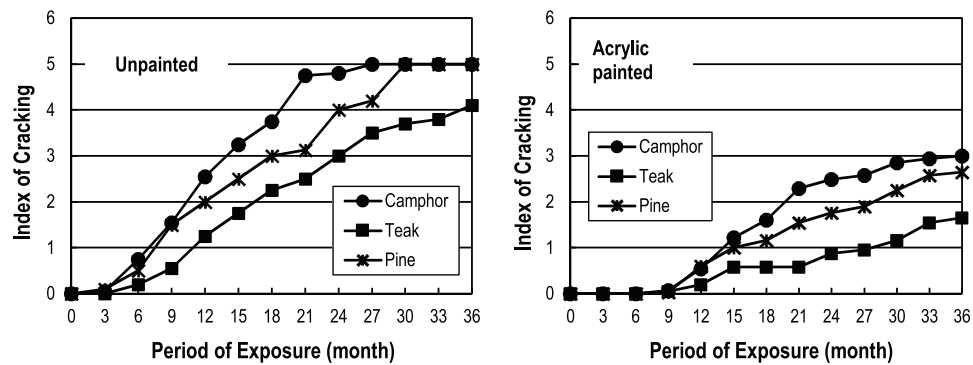 6
5
4
3
2
1
0
Index of Cracking
Unpainted
Camphor
Teak
Pine
0 3 6 9 12 15 18 21 24 27 30 33 36
Period of Exposure (month)
6
5
4
3
2
1
0
Index of Cracking
Acrylic
painted
Camphor
Teak
Pine
0 3 6 9 12 15 18 21 24 27 30 33 36
Period of Exposure (month)